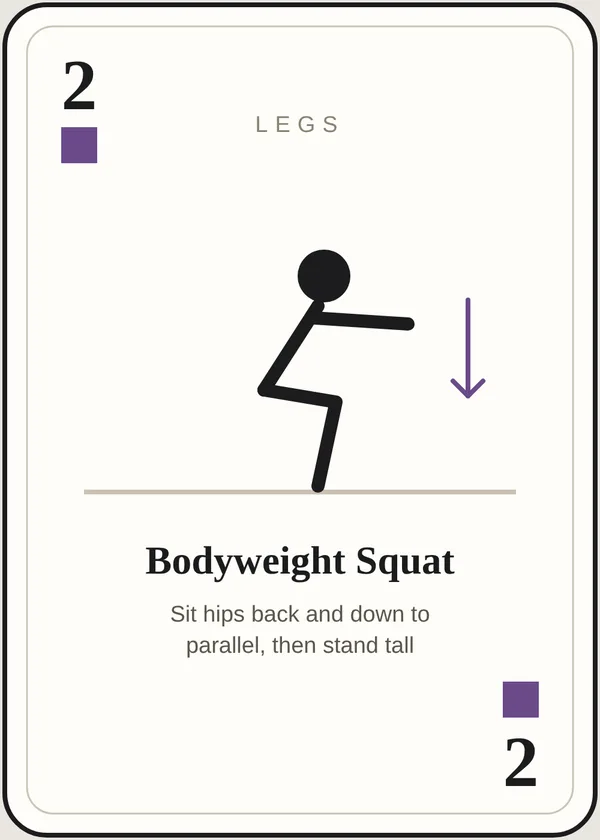 2
LEGS
Bodyweight Squat
Sit hips back and down to
parallel, then stand tall
2